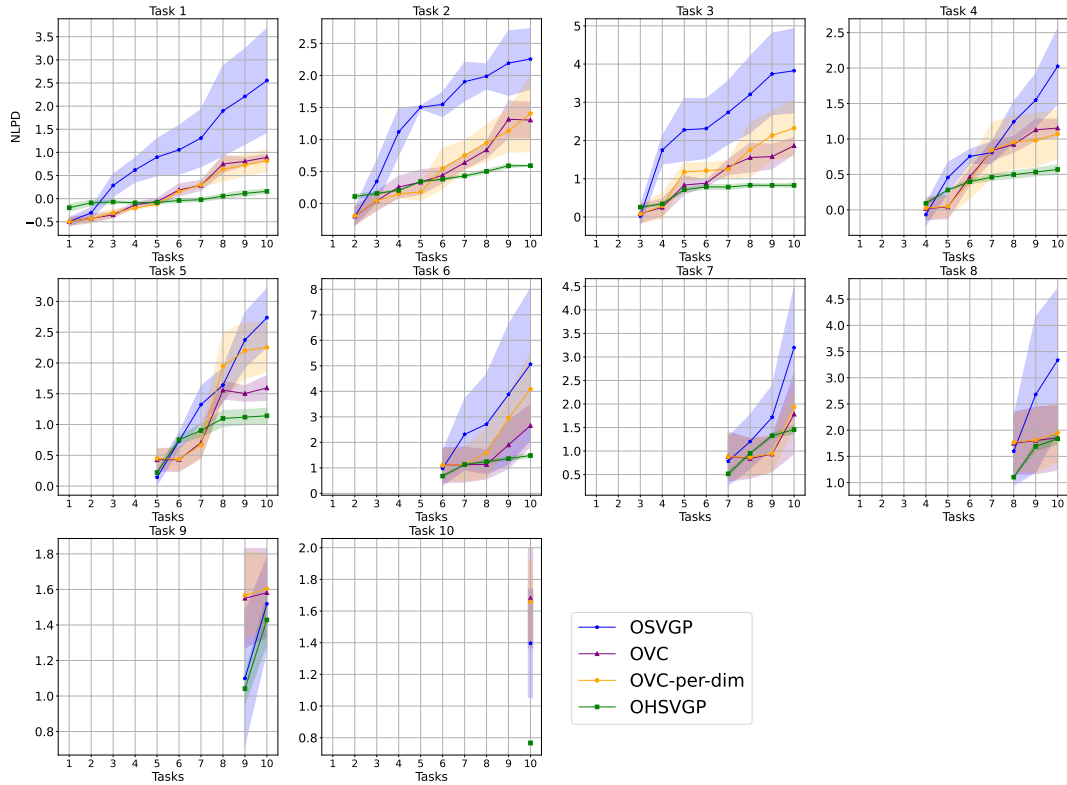 Task 1
Task 2
Task 3
Task 4
NLPD
3.5
3.0
2.5
2.0
1.5
1.0
0.5
0.0
−0.5
2.5
2.0
1.5
1.0
0.5
0.0
5
4
3
2
1
0
2.5
2.0
1.5
1.0
0.5
0.0
1 2 3 4 5 6 7 8 9 10
1 2 3 4 5 6 7 8 9 10
1 2 3 4 5 6 7 8 9 10
1 2 3 4 5 6 7 8 9 10
Tasks
Tasks
Tasks
Tasks
Task 5
Task 6
Task 7
Task 8
3.0
2.5
2.0
1.5
1.0
0.5
0.0
8
7
6
5
4
3
2
1
0
4.5
4.0
3.5
3.0
2.5
2.0
1.5
1.0
0.5
4.5
4.0
3.5
3.0
2.5
2.0
1.5
1.0
1 2 3 4 5 6 7 8 9 10
1 2 3 4 5 6 7 8 9 10
1 2 3 4 5 6 7 8 9 10
1 2 3 4 5 6 7 8 9 10
Tasks
Tasks
Tasks
Tasks
Task 9
Task 10
1.8
1.6
1.4
1.2
1.0
0.8
2.0
1.8
1.6
1.4
1.2
1.0
0.8
1 2 3 4 5 6 7 8 9 10
1 2 3 4 5 6 7 8 9 10
Tasks
Tasks
OSVGP
OVC
OVC-per-dim
OHSVGP